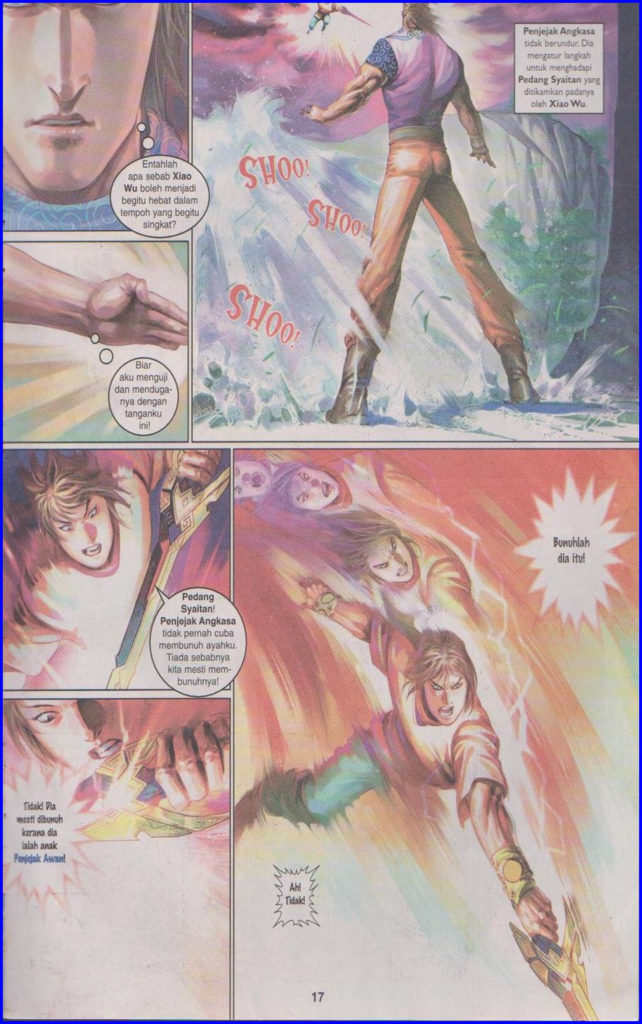 Entahlah
apa sebab Xiao
Wu boleh menjadi
begitu hebat dalam
tempoh yang begitu
singkat?
Penjejak Angkasa
tidak berundur. Dia
mengatur langkah
untuk menghadapi
Pedang Syaitan yang
ditikamkan padanya
oleh Xiao Wu.
SHOO!
SHOO!
SHOO!
Biar
aku menguji
dan menduga-
nya dengan
tanganku
ini!
Pedang
Syaitan!
Penjejak Angkasa
tidak pernah cuba
membunuh ayahku.
Tiada sebabnya
kita mesti mem-
bunuhnya!
Bunuhlah
dia itu!
Tidak! Dia
mesti dibunuh
kerana dia
ialah anak
Penjejak Awan!
Ah!
Tidak!
17